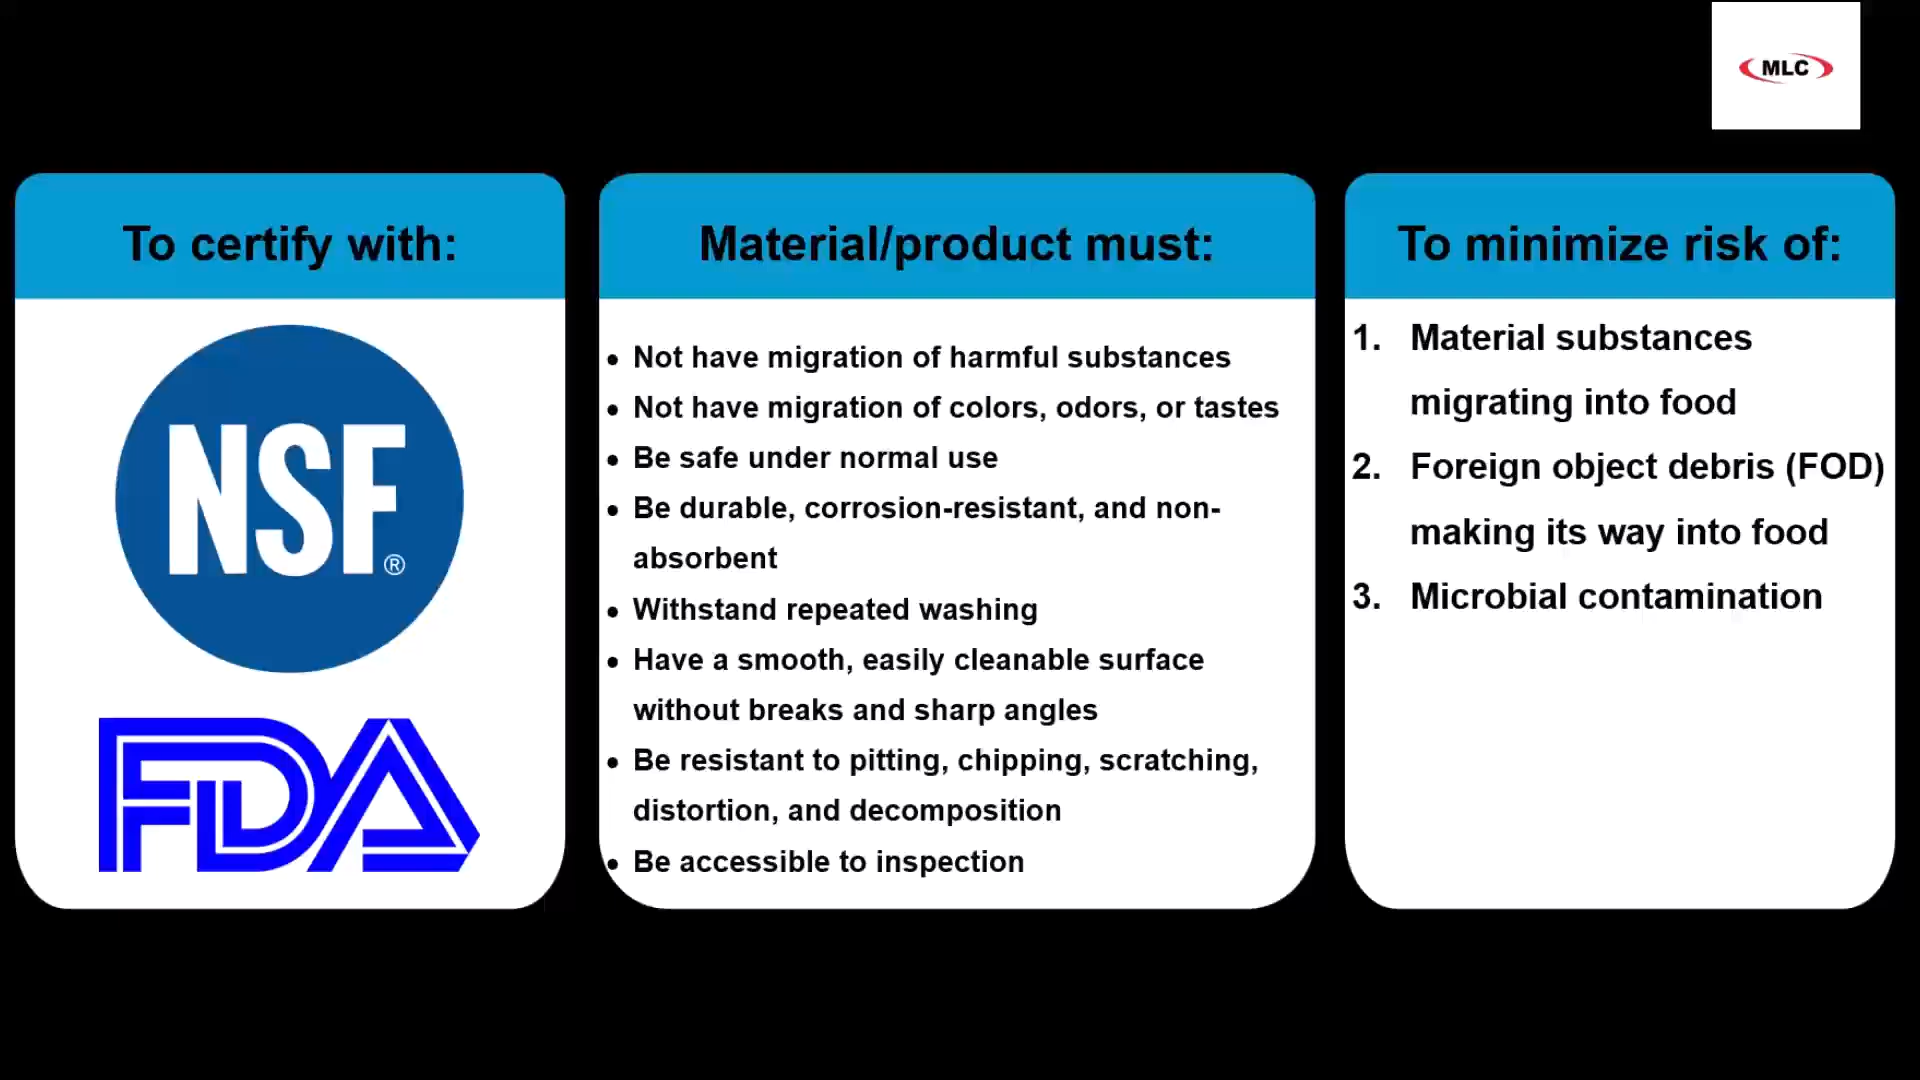 MLC
To certify with:
NSF®
FDA
Material/product must:
• Not have migration of harmful substances
• Not have migration of colors, odors, or tastes
• Be safe under normal use
• Be durable, corrosion-resistant, and non-
absorbent
• Withstand repeated washing
• Have a smooth, easily cleanable surface
without breaks and sharp angles
• Be resistant to pitting, chipping, scratching,
distortion, and decomposition
• Be accessible to inspection
To minimize risk of:
1. Material substances
migrating into food
2. Foreign object debris (FOD)
making its way into food
3. Microbial contamination